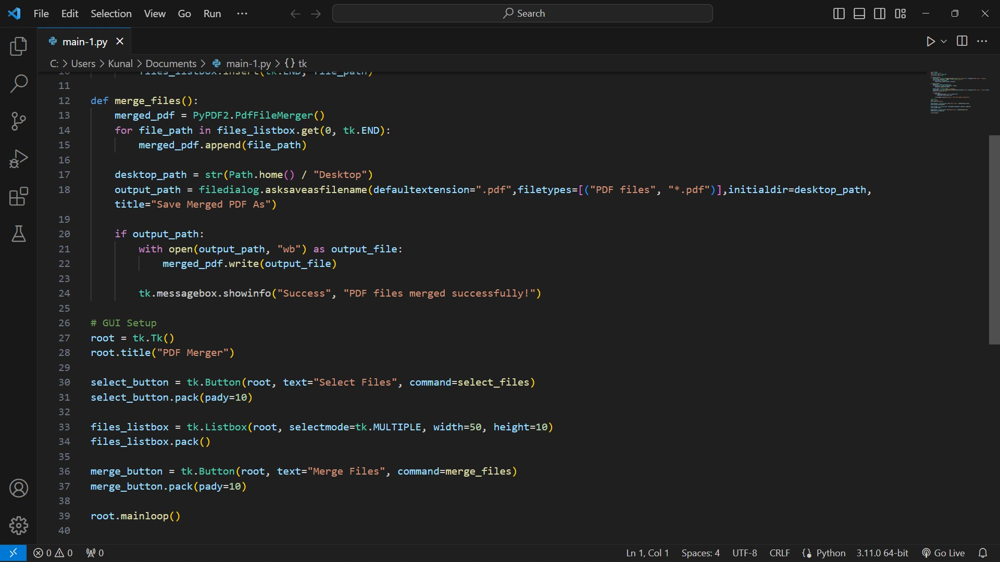 File Edit Selection View Go Run ··· Search
main-1.py
C: > Users > Kunal > Documents > main-1.py > {} tk
10 files_listbox.insert(tk.END, file_path)
11
12 def merge_files():
13 merged_pdf = PyPDF2.PdfFileMerger()
14 for file_path in files_listbox.get(0, tk.END):
15 merged_pdf.append(file_path)
16
17 desktop_path = str(Path.home() / "Desktop")
18 output_path = filedialog.asksaveasfilename(defaultextension=".pdf",filetypes=[("PDF files", "*.pdf")],initialdir=desktop_path,
title="Save Merged PDF As")
19
20 if output_path:
21 with open(output_path, "wb") as output_file:
22 merged_pdf.write(output_file)
23
24 tk.messagebox.showinfo("Success", "PDF files merged successfully!")
25
26 # GUI Setup
27 root = tk.Tk()
28 root.title("PDF Merger")
29
30 select_button = tk.Button(root, text="Select Files", command=select_files)
31 select_button.pack(pady=10)
32
33 files_listbox = tk.Listbox(root, selectmode=tk.MULTIPLE, width=50, height=10)
34 files_listbox.pack()
35
36 merge_button = tk.Button(root, text="Merge Files", command=merge_files)
37 merge_button.pack(pady=10)
38
39 root.mainloop()
40
0 0 0 Ln 1, Col 1 Spaces: 4 UTF-8 CRLF {} Python 3.11.0 64-bit Go Live